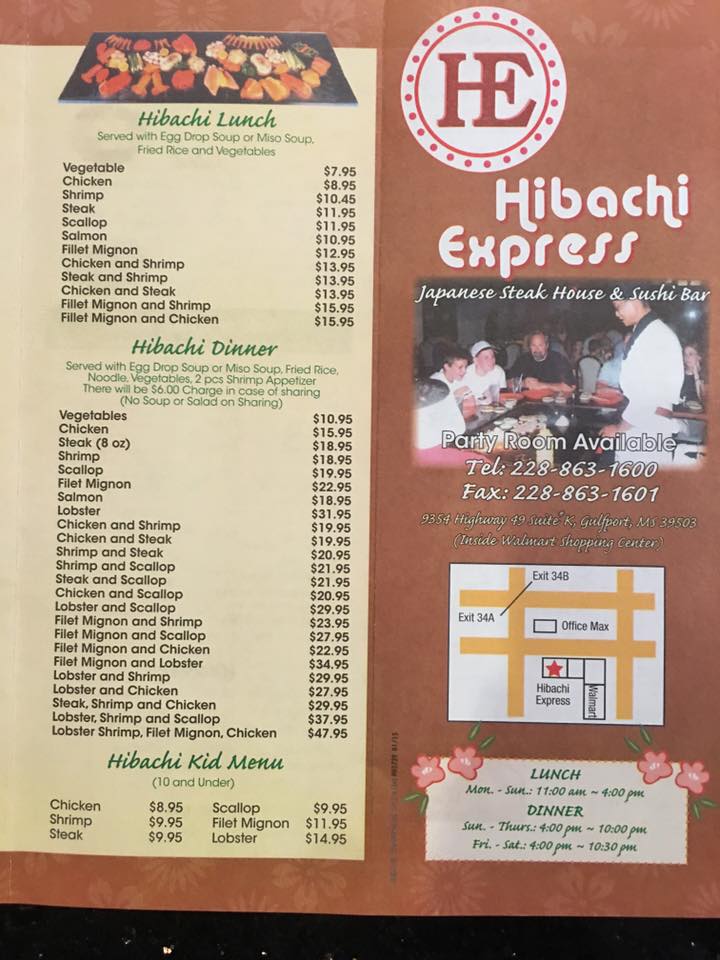 Hibachi Lunch
Served with Egg Drop Soup or Miso Soup,
Fried Rice and Vegetables
Vegetable $7.95
Chicken $8.95
Shrimp $10.45
Steak $11.95
Scallop $11.95
Salmon $10.95
Fillet Mignon $12.95
Chicken and Shrimp $13.95
Steak and Shrimp $13.95
Chicken and Steak $13.95
Fillet Mignon and Shrimp $15.95
Fillet Mignon and Chicken $15.95
Hibachi Dinner
Served with Egg Drop Soup or Miso Soup, Fried Rice,
Noodle, Vegetables, 2 pcs Shrimp Appetizer
There will be $6.00 Charge in case of sharing
(No Soup or Salad on Sharing)
Vegetables $10.95
Chicken $15.95
Steak (8 oz) $18.95
Shrimp $18.95
Scallop $19.95
Filet Mignon $22.95
Salmon $18.95
Lobster $31.95
Chicken and Shrimp $19.95
Chicken and Steak $19.95
Shrimp and Steak $20.95
Shrimp and Scallop $21.95
Steak and Scallop $21.95
Chicken and Scallop $20.95
Lobster and Scallop $29.95
Filet Mignon and Shrimp $23.95
Filet Mignon and Scallop $27.95
Filet Mignon and Chicken $22.95
Filet Mignon and Lobster $34.95
Lobster and Shrimp $29.95
Lobster and Chicken $27.95
Steak, Shrimp and Chicken $29.95
Lobster, Shrimp and Scallop $37.95
Lobster Shrimp, Filet Mignon, Chicken $47.95
Hibachi Kid Menu
(10 and Under)
Chicken $8.95 Scallop $9.95
Shrimp $9.95 Filet Mignon $11.95
Steak $9.95 Lobster $14.95
HE
Hibachi
Express
Japanese Steak House & Sushi Bar
Party Room Available
Tel: 228-863-1600
Fax: 228-863-1601
9354 Highway 49 Suite K, Gulfport, MS 39503
(Inside Walmart Shopping Center)
Exit 34B
Exit 34A
Office Max
Hibachi
Express
Walmart
LUNCH
Mon. - Sun.: 11:00 am ~ 4:00 pm
DINNER
Sun. - Thurs.: 4:00 pm ~ 10:00 pm
Fri. - Sat.: 4:00 pm ~ 10:30 pm